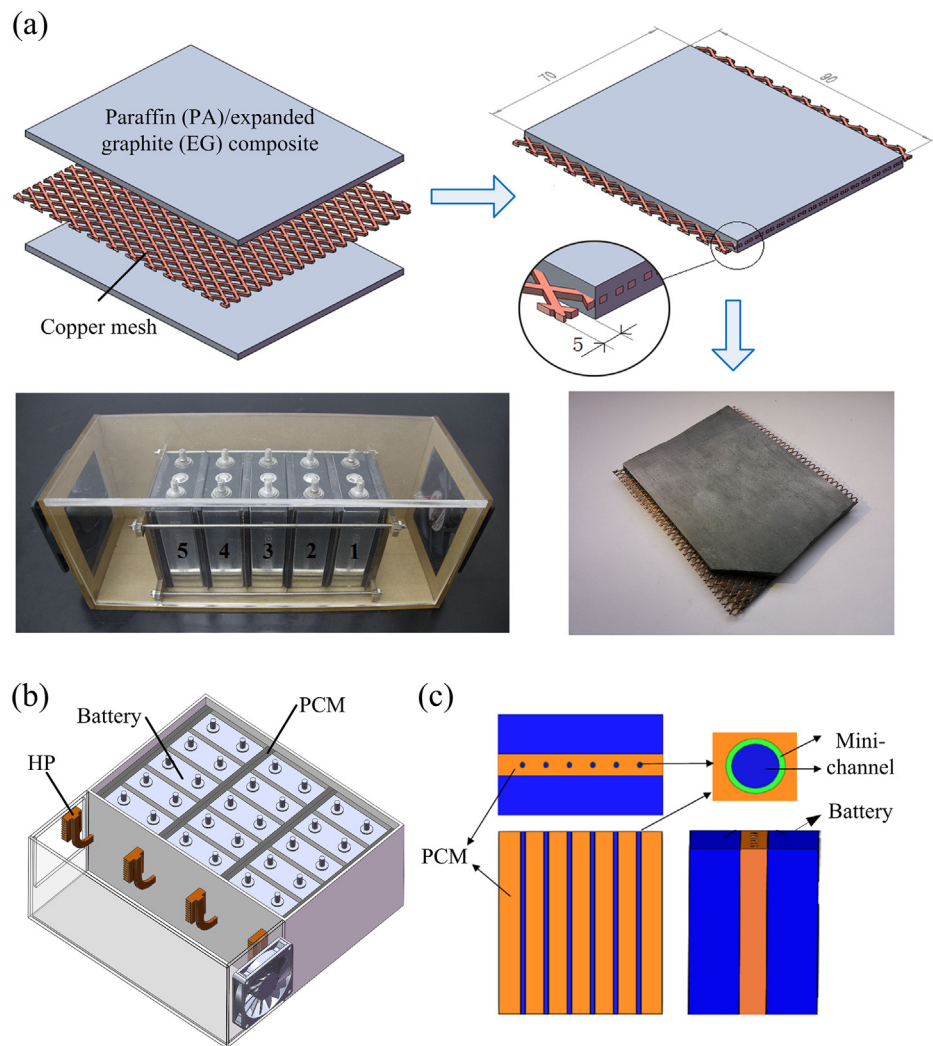 (a)
Paraffin (PA)/expanded
graphite (EG) composite
Copper mesh
70
90
5
5 4 3 2 1
(b)
Battery
PCM
HP
(c)
Mini-
channel
PCM
Battery